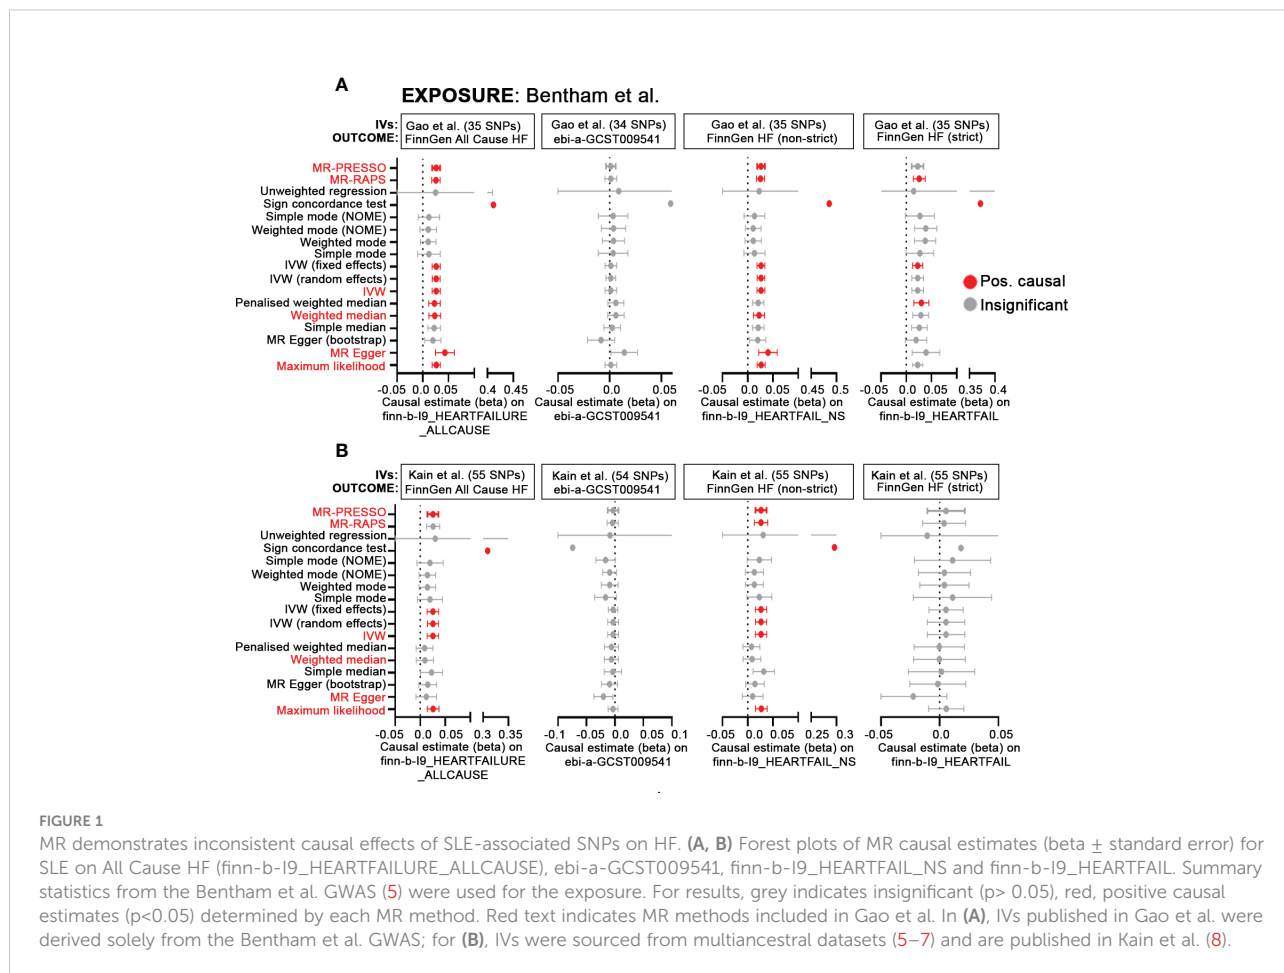 A
EXPOSURE: Bentham et al.
IVs:
OUTCOME:
Gao et al. (35 SNPs)
FinnGen All Cause HF
Gao et al. (34 SNPs)
ebi-a-GCST009541
Gao et al. (35 SNPs)
FinnGen HF (non-strict)
Gao et al. (35 SNPs)
FinnGen HF (strict)
MR-PRESSO
MR-RAPS
Unweighted regression
Sign concordance test
Simple mode (NOME)
Weighted mode (NOME)
Weighted mode
Simple mode
IVW (fixed effects)
IVW (random effects)
IVW
Penalised weighted median
Weighted median
Simple median
MR Egger (bootstrap)
MR Egger
Maximum likelihood
Pos. causal
Insignificant
-0.05 0.0 0.05 0.4 0.45
-0.05 0.0 0.05
-0.05 0.0 0.05 0.45 0.5
-0.05 0.0 0.05 0.35 0.4
Causal estimate (beta) on
finn-b-I9_HEARTFAILURE
_ALLCAUSE
Causal estimate (beta) on
ebi-a-GCST009541
Causal estimate (beta) on
finn-b-I9_HEARTFAIL_NS
Causal estimate (beta) on
finn-b-I9_HEARTFAIL
B
IVs:
OUTCOME:
Kain et al. (55 SNPs)
FinnGen All Cause HF
Kain et al. (54 SNPs)
ebi-a-GCST009541
Kain et al. (55 SNPs)
FinnGen HF (non-strict)
Kain et al. (55 SNPs)
FinnGen HF (strict)
MR-PRESSO
MR-RAPS
Unweighted regression
Sign concordance test
Simple mode (NOME)
Weighted mode (NOME)
Weighted mode
Simple mode
IVW (fixed effects)
IVW (random effects)
IVW
Penalised weighted median
Weighted median
Simple median
MR Egger (bootstrap)
MR Egger
Maximum likelihood
-0.05 0.0 0.05 0.3 0.35
-0.1 -0.05 0.0 0.05 0.1
-0.05 0.0 0.05 0.25 0.3
-0.05 0.0 0.05
Causal estimate (beta) on
finn-b-I9_HEARTFAILURE
_ALLCAUSE
Causal estimate (beta) on
ebi-a-GCST009541
Causal estimate (beta) on
finn-b-I9_HEARTFAIL_NS
Causal estimate (beta) on
finn-b-I9_HEARTFAIL
FIGURE 1
MR demonstrates inconsistent causal effects of SLE-associated SNPs on HF. (A, B) Forest plots of MR causal estimates (beta ± standard error) for
SLE on All Cause HF (finn-b-I9_HEARTFAILURE_ALLCAUSE), ebi-a-GCST009541, finn-b-I9_HEARTFAIL_NS and finn-b-I9_HEARTFAIL. Summary
statistics from the Bentham et al. GWAS (5) were used for the exposure. For results, grey indicates insignificant (p> 0.05), red, positive causal
estimates (p<0.05) determined by each MR method. Red text indicates MR methods included in Gao et al. In (A), IVs published in Gao et al. were
derived solely from the Bentham et al. GWAS; for (B), IVs were sourced from multiancestral datasets (5–7) and are published in Kain et al. (8).